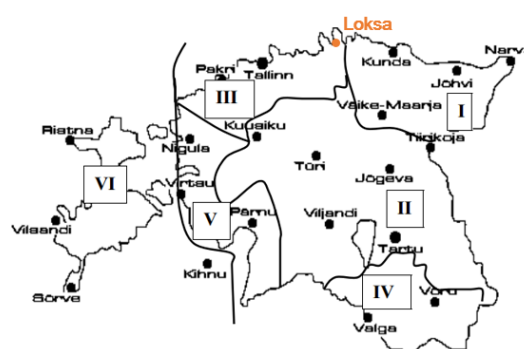 Loksa
Narv
Kunda
Tallinn
Pakri
Jõhvi
III
I
Väike-Maarja
Kuusiku
Tiirikoja
Ristna
Nigula
Türi
VI
Jõgeva
Virtsu
V
Pärnu
II
Viljandi
Vilsandi
Tartu
Kihnu
IV
Sõrve
Võru
Valga